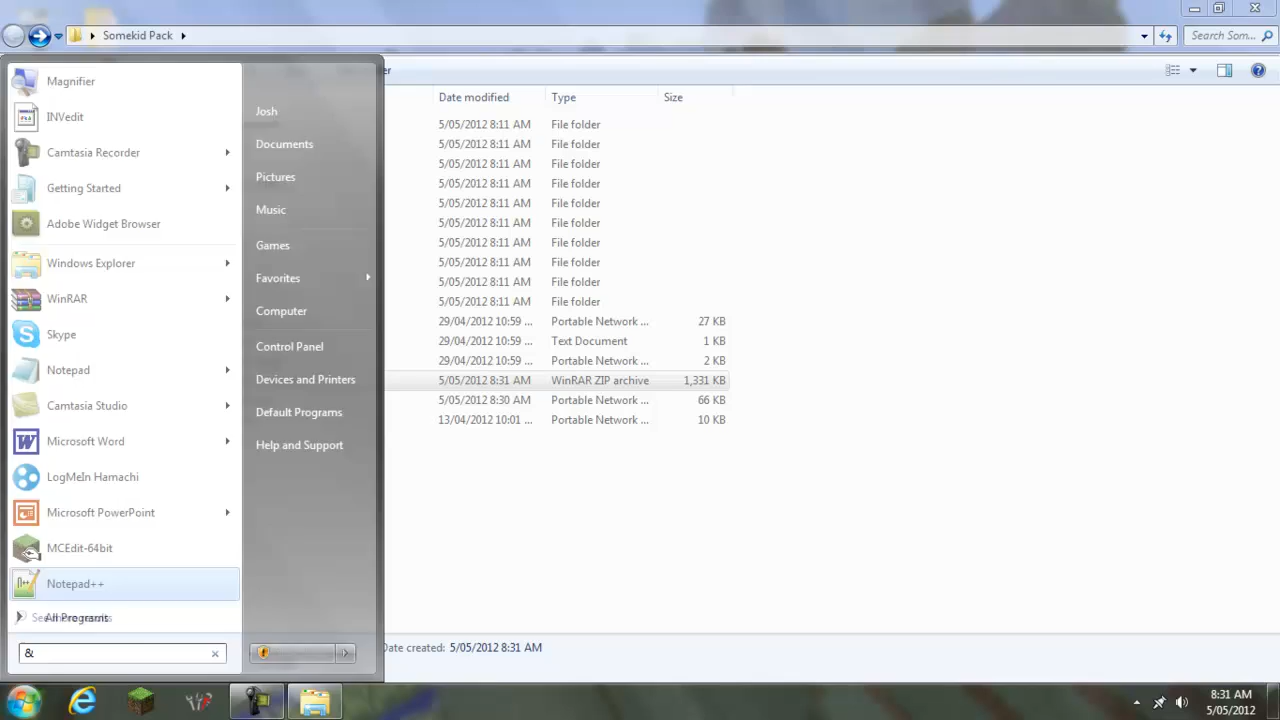 Somekid Pack
Search Som...
er
Magnifier
INVedit
Camtasia Recorder
Getting Started
Adobe Widget Browser
Windows Explorer
WinRAR
Skype
Notepad
Camtasia Studio
Microsoft Word
LogMeIn Hamachi
Microsoft PowerPoint
MCEdit-64bit
Notepad++
All Programs
&
Josh
Documents
Pictures
Music
Games
Favorites
Computer
Control Panel
Devices and Printers
Default Programs
Help and Support
Date modified Type Size
5/05/2012 8:11 AM File folder
5/05/2012 8:11 AM File folder
5/05/2012 8:11 AM File folder
5/05/2012 8:11 AM File folder
5/05/2012 8:11 AM File folder
5/05/2012 8:11 AM File folder
5/05/2012 8:11 AM File folder
5/05/2012 8:11 AM File folder
5/05/2012 8:11 AM File folder
5/05/2012 8:11 AM File folder
29/04/2012 10:59 ... Portable Network ... 27 KB
29/04/2012 10:59 ... Text Document 1 KB
29/04/2012 10:59 ... Portable Network ... 2 KB
5/05/2012 8:31 AM WinRAR ZIP archive 1,331 KB
5/05/2012 8:30 AM Portable Network ... 66 KB
13/04/2012 10:01 ... Portable Network ... 10 KB
Date created: 5/05/2012 8:31 AM
8:31 AM
5/05/2012